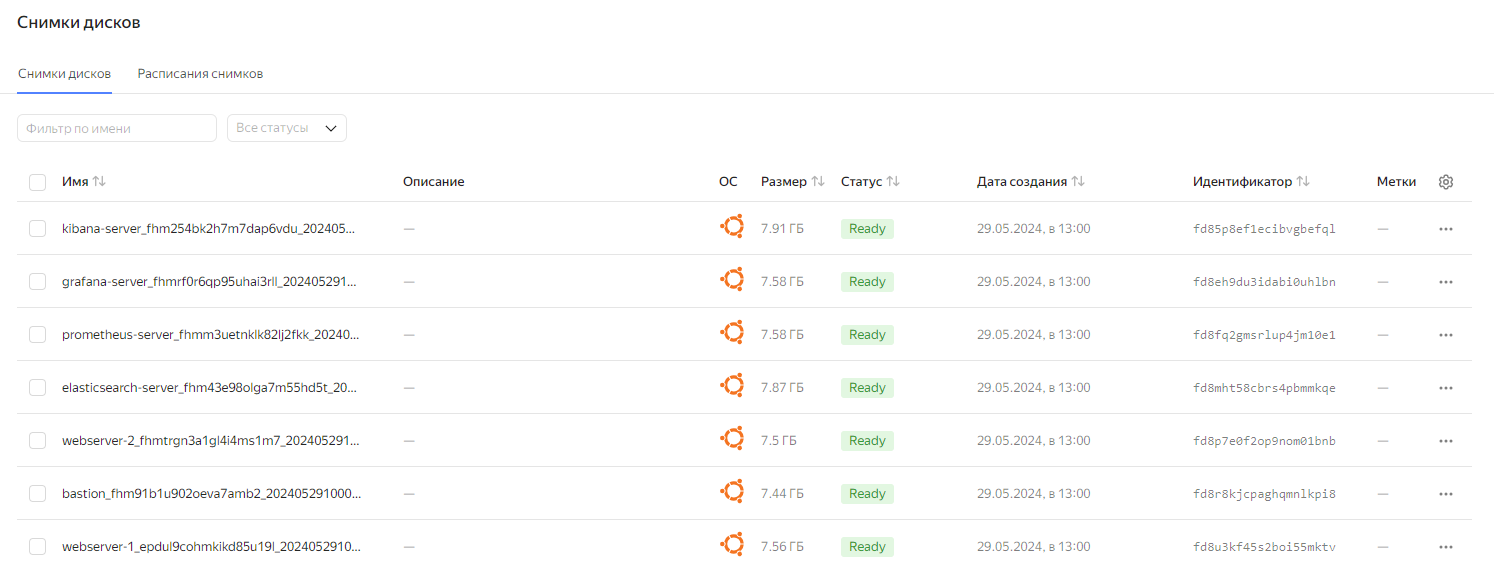 Снимки дисков
Снимки дисков Расписания снимков
Фильтр по имени Все статусы
Имя Описание ОС Размер Статус Дата создания Идентификатор Метки
kibana-server_fhm254bk2h7m7dap6vdu_202405... — 7.91 ГБ Ready 29.05.2024, в 13:00 fd85p8ef1ecibvgbefql —
grafana-server_fhmrf0r6qp95uhai3rll_202405291... — 7.58 ГБ Ready 29.05.2024, в 13:00 fd8eh9du3idabi0uhlbn —
prometheus-server_fhmm3uetnklk82lj2fkk_20240... — 7.58 ГБ Ready 29.05.2024, в 13:00 fd8fq2gmsrlup4jm10e1 —
elasticsearch-server_fhm43e98olga7m55hd5t_20... — 7.87 ГБ Ready 29.05.2024, в 13:00 fd8mht58cbrs4pbmmkqe —
webserver-2_fhmtrgn3a1gl4i4ms1m7_202405291... — 7.5 ГБ Ready 29.05.2024, в 13:00 fd8p7e0f2op9nom01bnb —
bastion_fhm91b1u902oeva7amb2_202405291000... — 7.44 ГБ Ready 29.05.2024, в 13:00 fd8r8kjcpaghqmnlkpi8 —
webserver-1_epdul9cohmkikd85u19l_2024052910... — 7.56 ГБ Ready 29.05.2024, в 13:00 fd8u3kf45s2boi55mktv —